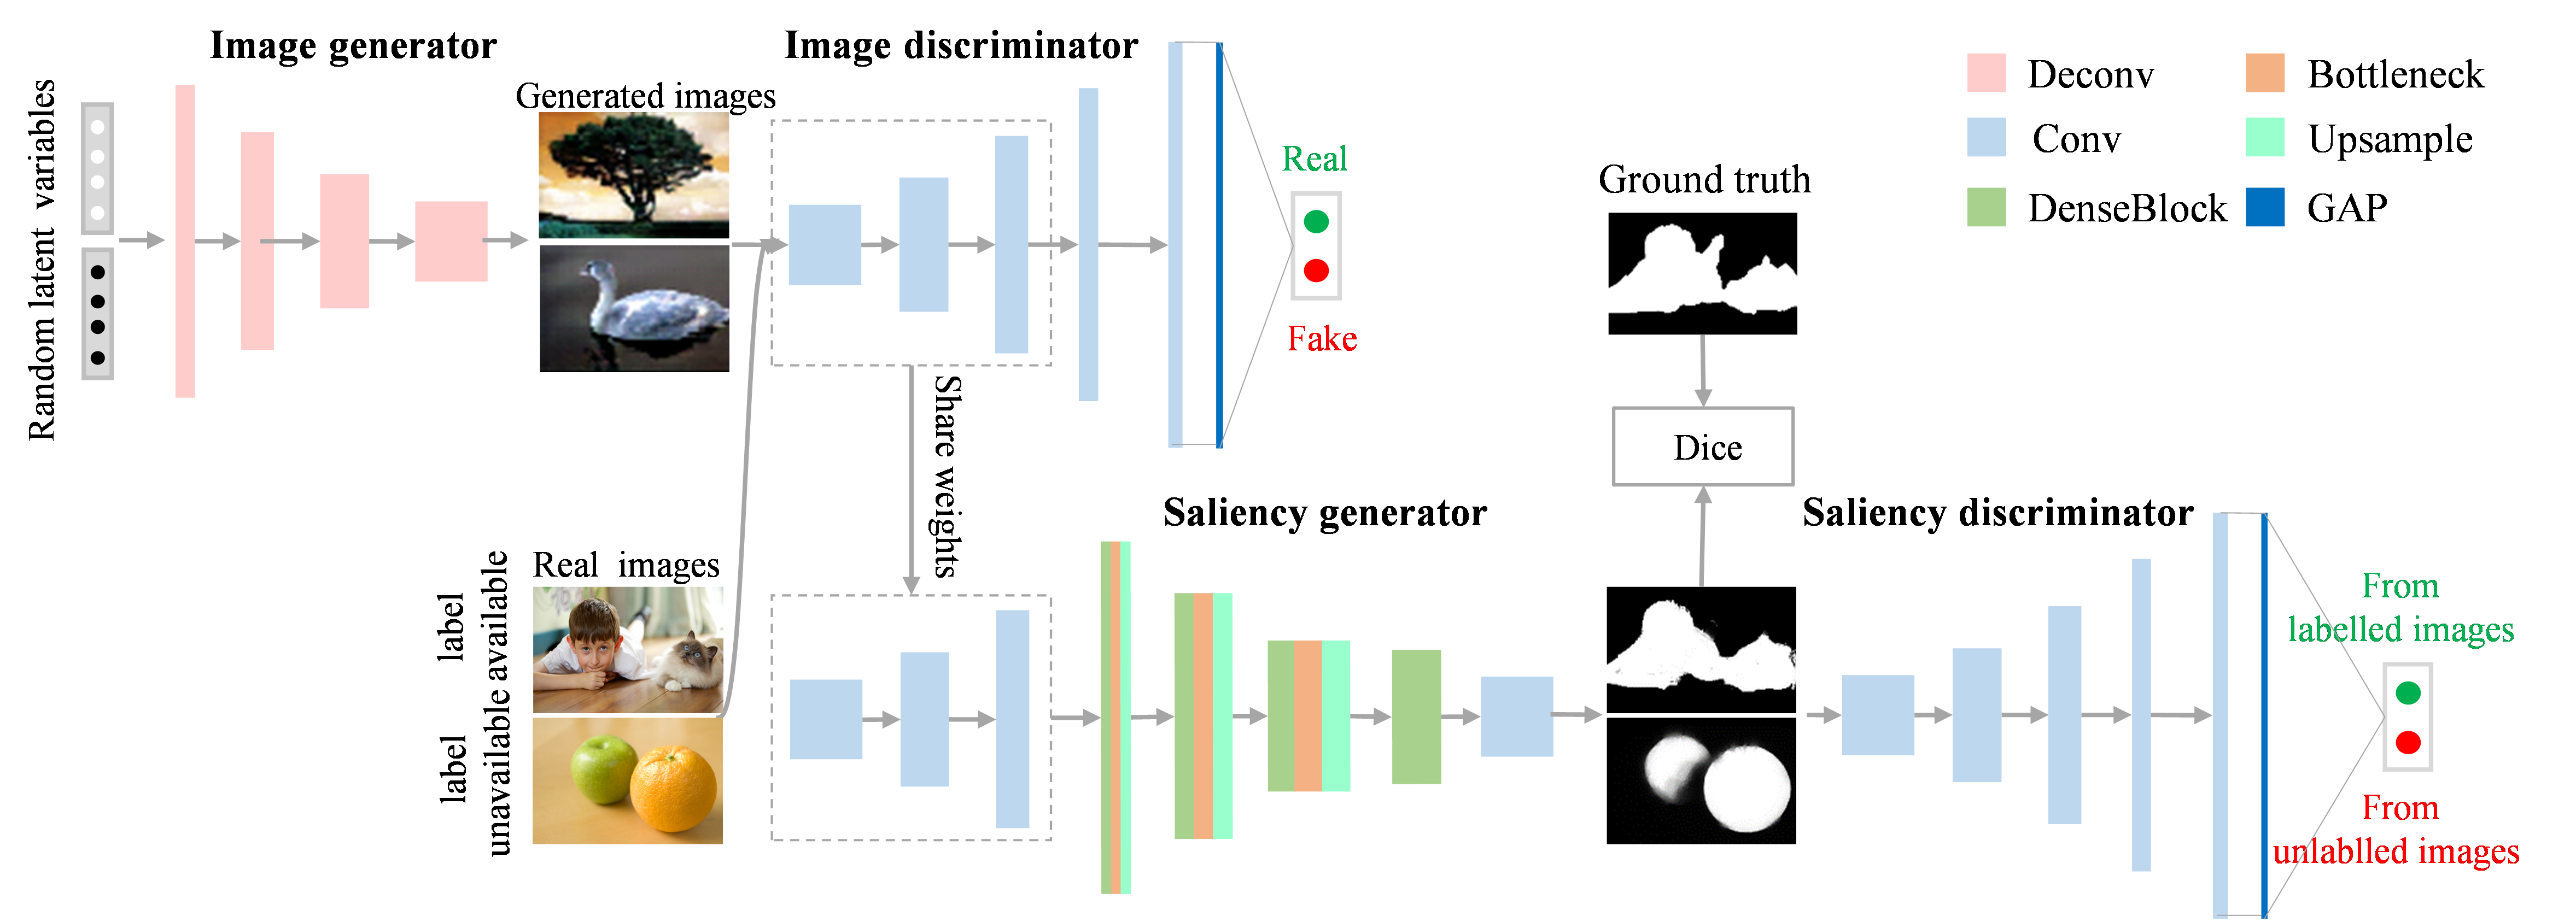 Image generator
Image discriminator
Random latent variables
Generated images
Real
Fake
Share weights
Ground truth
Dice
Deconv
Conv
DenseBlock
Bottleneck
Upsample
GAP
Real images
label
available
label
unavailable
Saliency generator
Saliency discriminator
From
labelled images
From
unlablled images